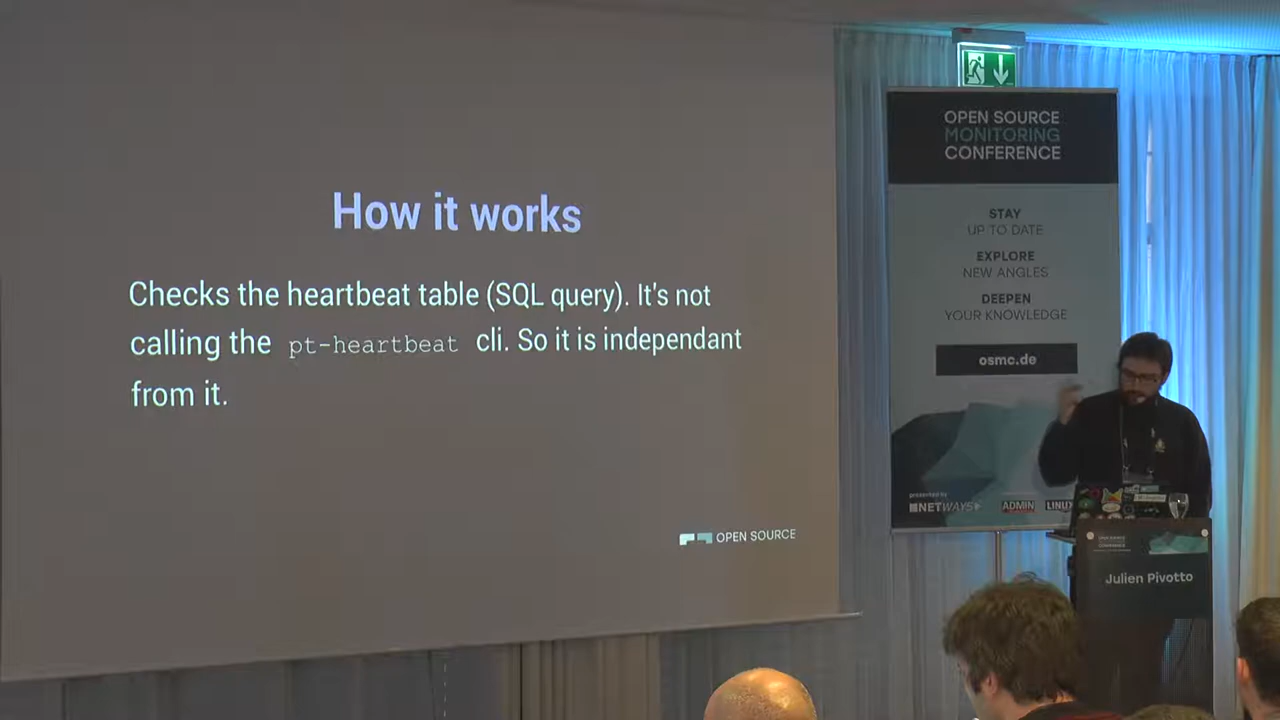 How it works
Checks the heartbeat table (SQL query). It's not
calling the pt-heartbeat cli. So it is independant
from it.
OPEN SOURCE
OPEN SOURCE
MONITORING
CONFERENCE
STAY
UP TO DATE
EXPLORE
NEW ANGLES
DEEPEN
YOUR KNOWLEDGE
osmc.de
presented by
NETWAYS
ADMIN
LINUX
Julien Pivotto